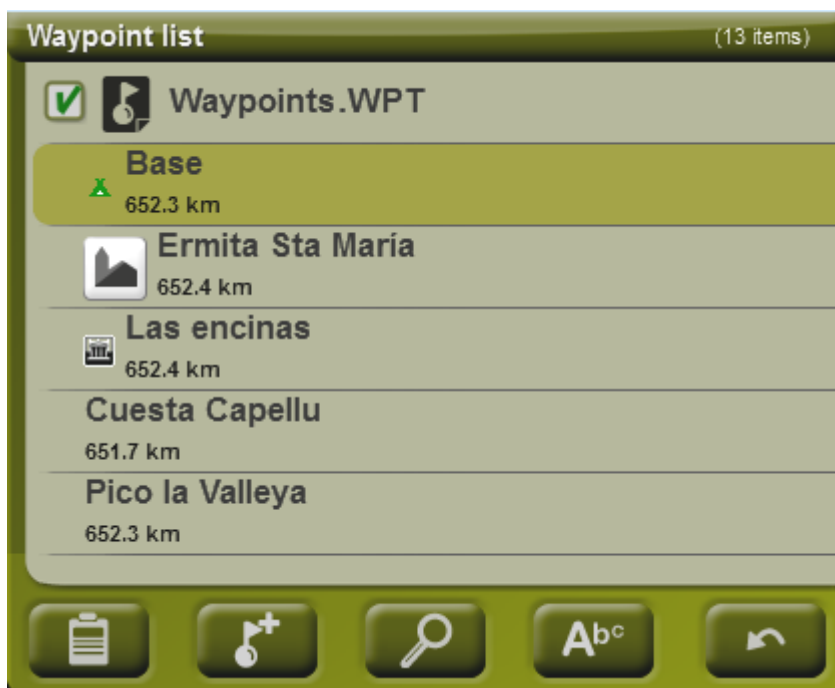 Waypoint list (13 items)
Waypoints.WPT
Base
652.3 km
Ermita Sta María
652.4 km
Las encinas
652.4 km
Cuesta Capellu
651.7 km
Pico la Valleya
652.3 km
Abc